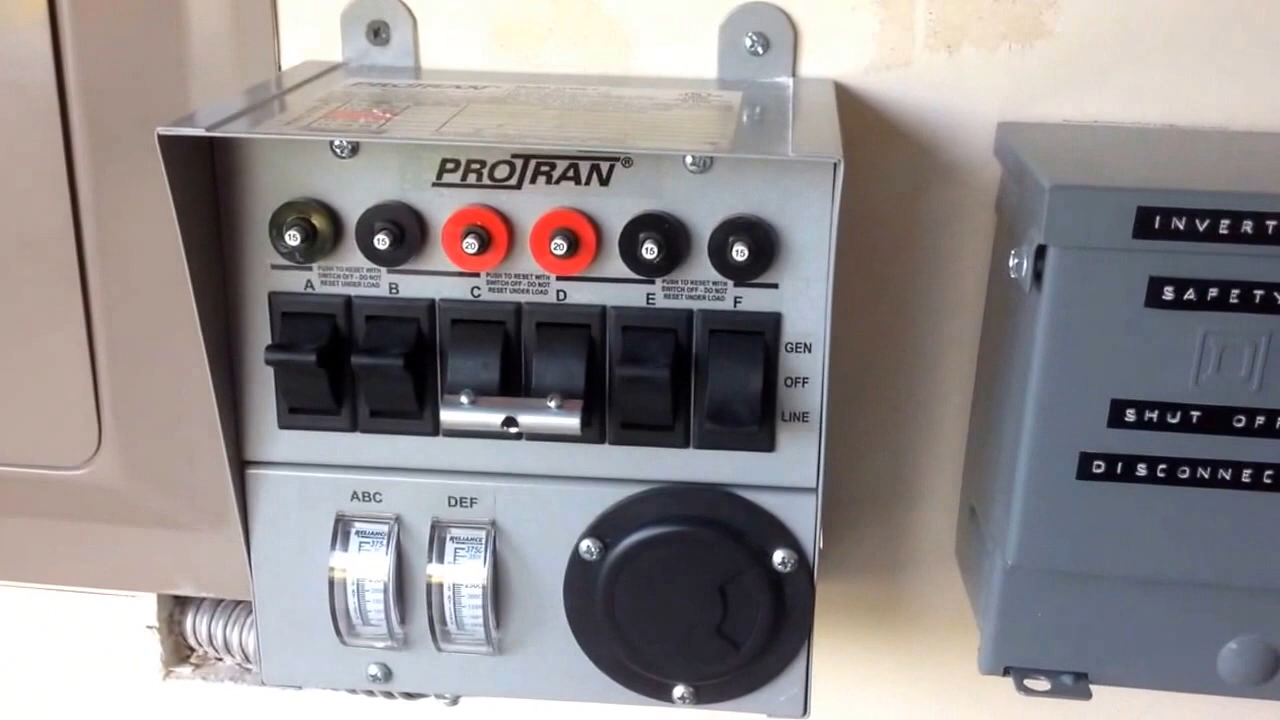 PROTRAN
PROTRAN®
15 15 20 20 15 15
PUSH TO RESET WITH
SWITCH OFF - DO NOT
RESET UNDER LOAD
PUSH TO RESET WITH
SWITCH OFF - DO NOT
RESET UNDER LOAD
PUSH TO RESET WITH
SWITCH OFF - DO NOT
RESET UNDER LOAD
A B C D E F
GEN
OFF
LINE
ABC DEF
RELIANCE
RELIANCE
3750
INVERT
SAFETY
SHUT OFF
DISCONNEC